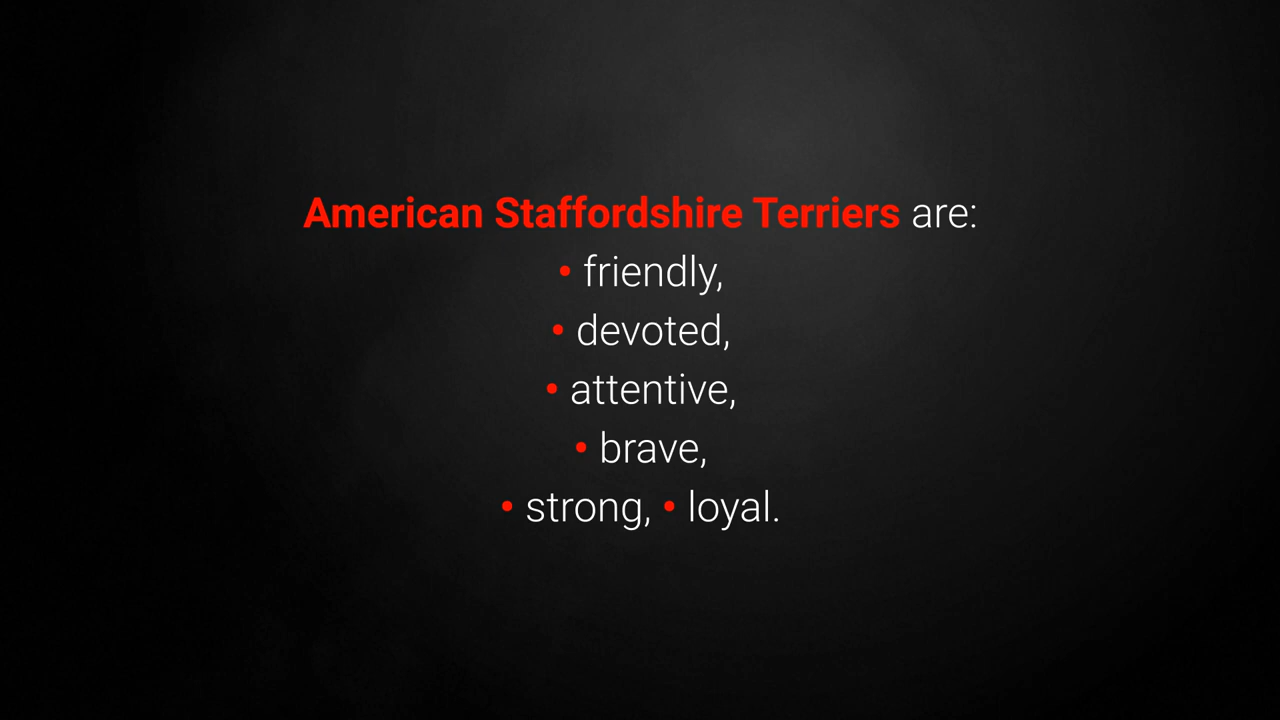 American Staffordshire Terriers are:
• friendly,
• devoted,
• attentive,
• brave,
• strong, • loyal.